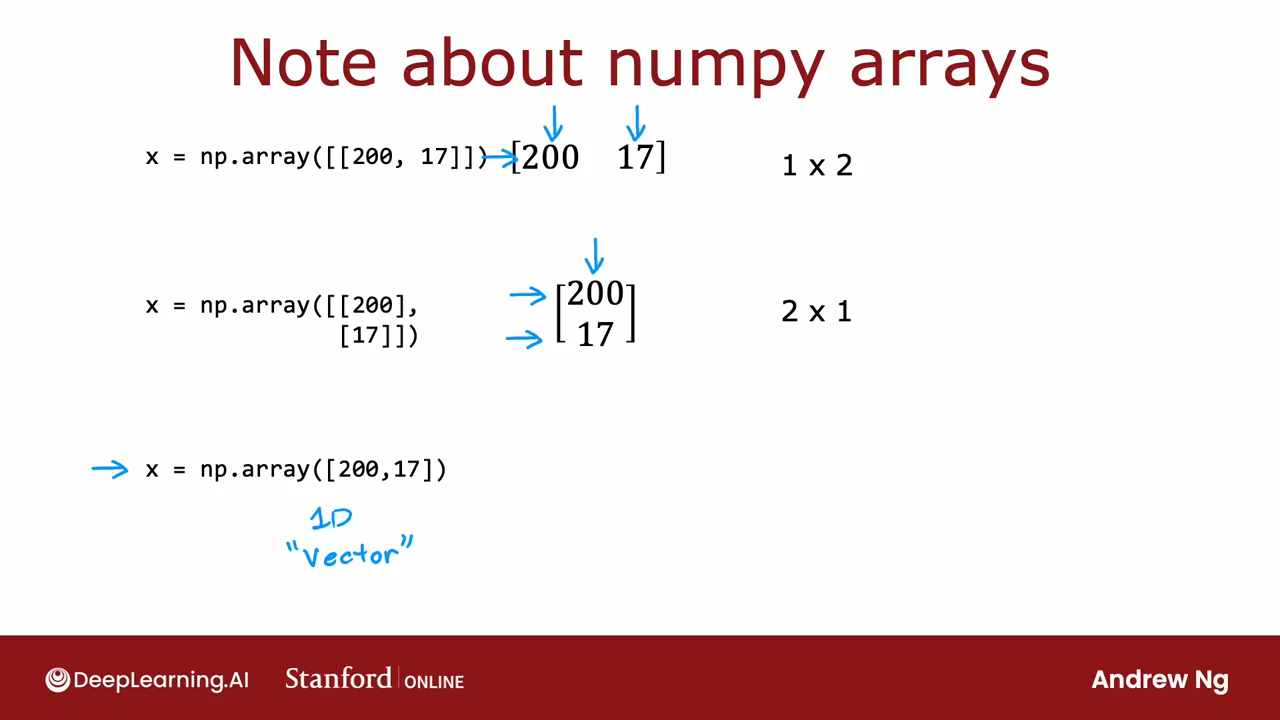 Note about numpy arrays
x = np.array([[200, 17]]) [200 17] 1 x 2
x = np.array([[200], [200
[17]]) 17] 2 x 1
x = np.array([200,17])
1D
"Vector"
DeepLearning.AI Stanford | ONLINE Andrew Ng